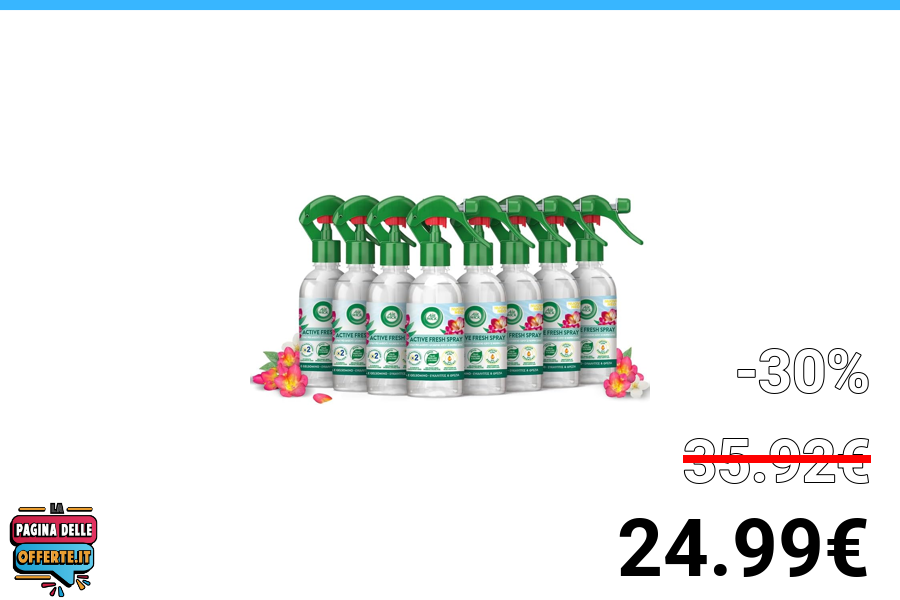 ACTIVE FRESH SPRAY
-30%
35.92€
24.99€
LA
PAGINA DELLE
OFFERTE.IT